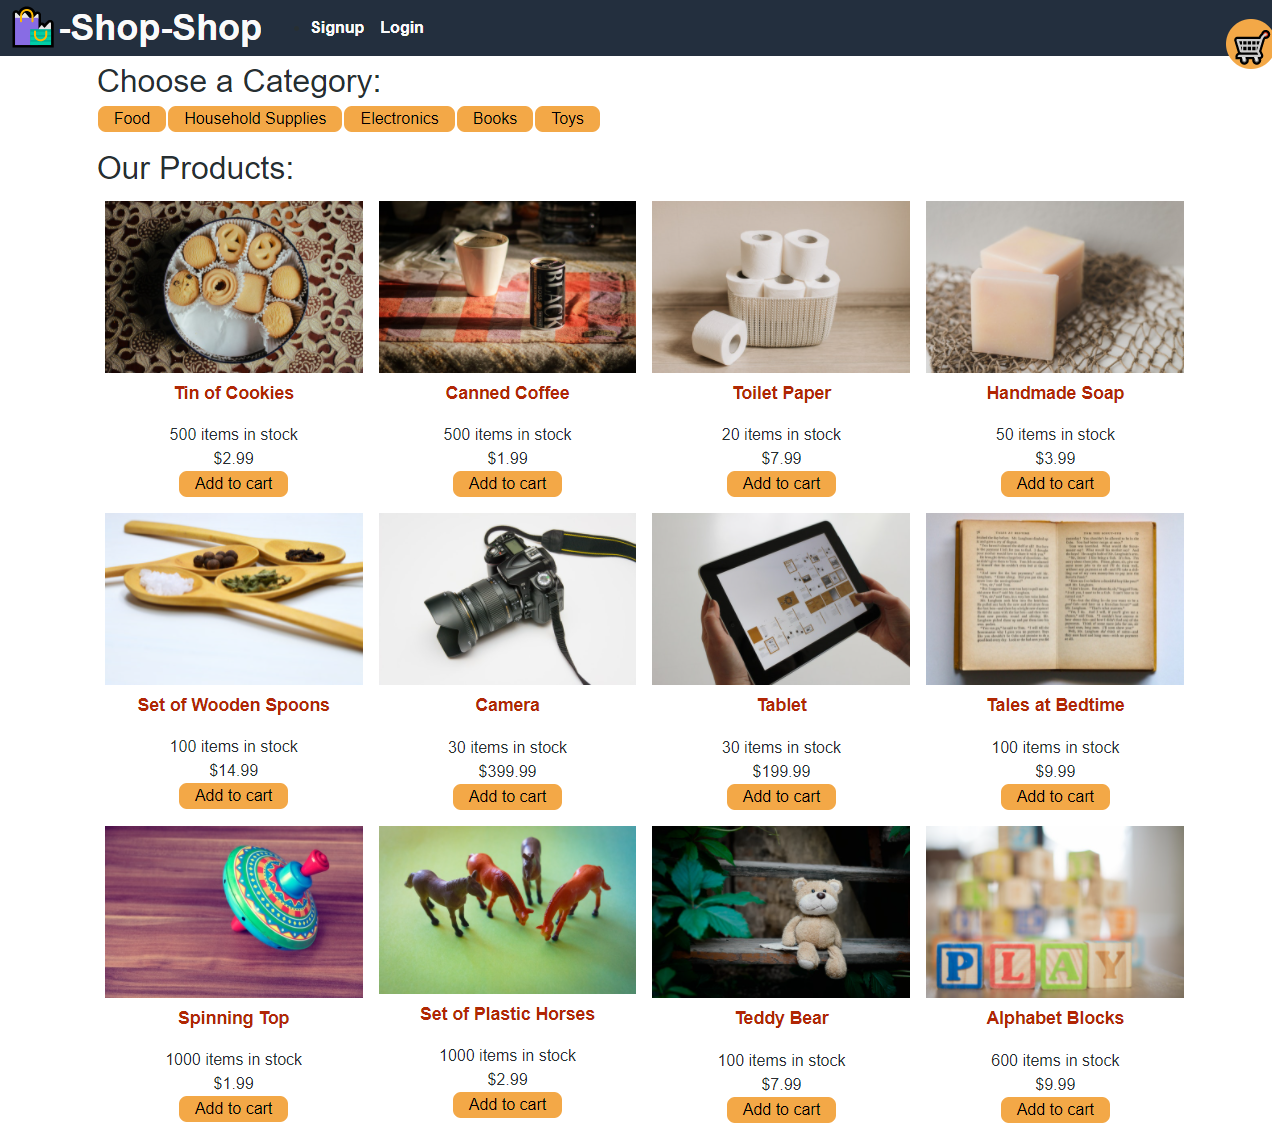 -Shop-Shop
Signup Login
Choose a Category:
Food Household Supplies Electronics Books Toys
Our Products:
BLACK
Tin of Cookies Canned Coffee Toilet Paper Handmade Soap
500 items in stock 500 items in stock 20 items in stock 50 items in stock
$2.99 $1.99 $7.99 $3.99
Add to cart Add to cart Add to cart Add to cart
Set of Wooden Spoons Camera Tablet Tales at Bedtime
100 items in stock 30 items in stock 30 items in stock 100 items in stock
$14.99 $399.99 $199.99 $9.99
Add to cart Add to cart Add to cart Add to cart
PLAY
Spinning Top Set of Plastic Horses Teddy Bear Alphabet Blocks
1000 items in stock 1000 items in stock 100 items in stock 600 items in stock
$1.99 $2.99 $7.99 $9.99
Add to cart Add to cart Add to cart Add to cart